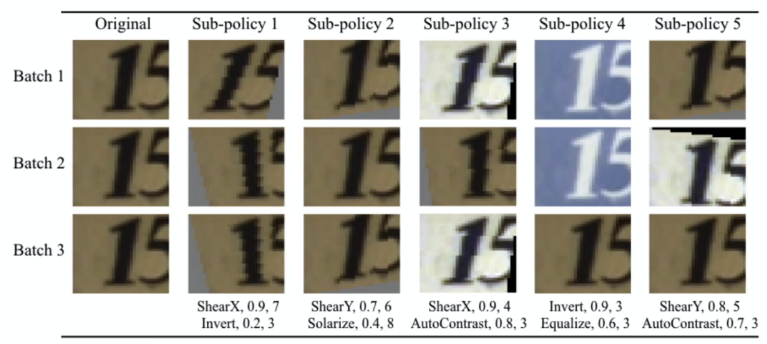 Original Sub-policy 1 Sub-policy 2 Sub-policy 3 Sub-policy 4 Sub-policy 5
Batch 1 15 15 15 15 15 15
Batch 2 15 15 15 15 15 15
Batch 3 15 15 15 15 15 15
ShearX, 0.9, 7 ShearY, 0.7, 6 ShearX, 0.9, 4 Invert, 0.9, 3 ShearY, 0.8, 5
Invert, 0.2, 3 Solarize, 0.4, 8 AutoContrast, 0.8, 3 Equalize, 0.6, 3 AutoContrast, 0.7, 3